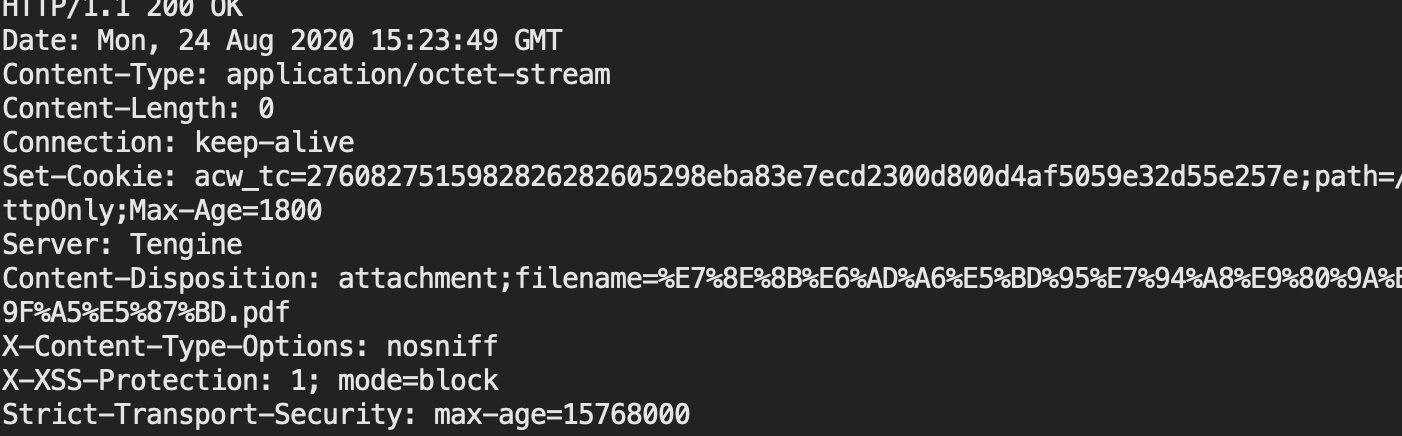 HTTP/1.1 200 OK
Date: Mon, 24 Aug 2020 15:23:49 GMT
Content-Type: application/octet-stream
Content-Length: 0
Connection: keep-alive
Set-Cookie: acw_tc=2760827515982826282605298eba83e7ecd2300d800d4af5059e32d55e257e;path=/
ttpOnly;Max-Age=1800
Server: Tengine
Content-Disposition: attachment;filename=%E7%8E%8B%E6%AD%A6%E5%BD%95%E7%94%A8%E9%80%9A%E
9F%A5%E5%87%BD.pdf
X-Content-Type-Options: nosniff
X-XSS-Protection: 1; mode=block
Strict-Transport-Security: max-age=15768000